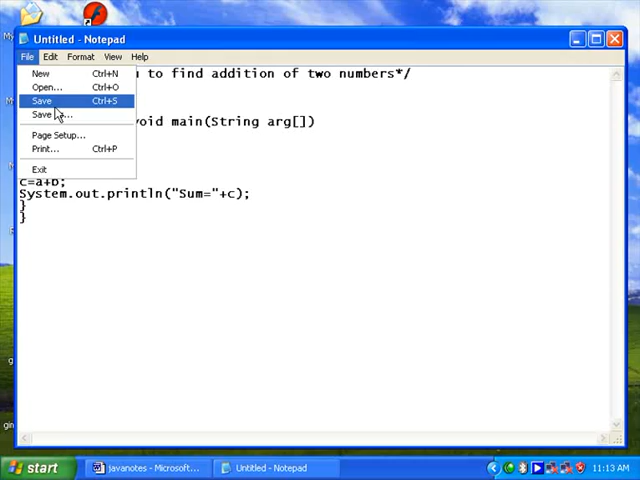 Untitled - Notepad
File Edit Format View Help
to find addition of two numbers*/
New Ctrl+N
Open... Ctrl+O
Save Ctrl+S
Save
void main(String arg[])
Page Setup...
Print... Ctrl+P
Exit
c=a+b;
System.out.println("Sum="+c);
}
}
start javanotes - Microsoft... Untitled - Notepad 11:13 AM